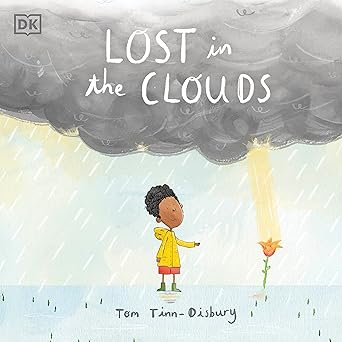 DK
LOST in
the CLOUDS
Tom Tinn-Disbury